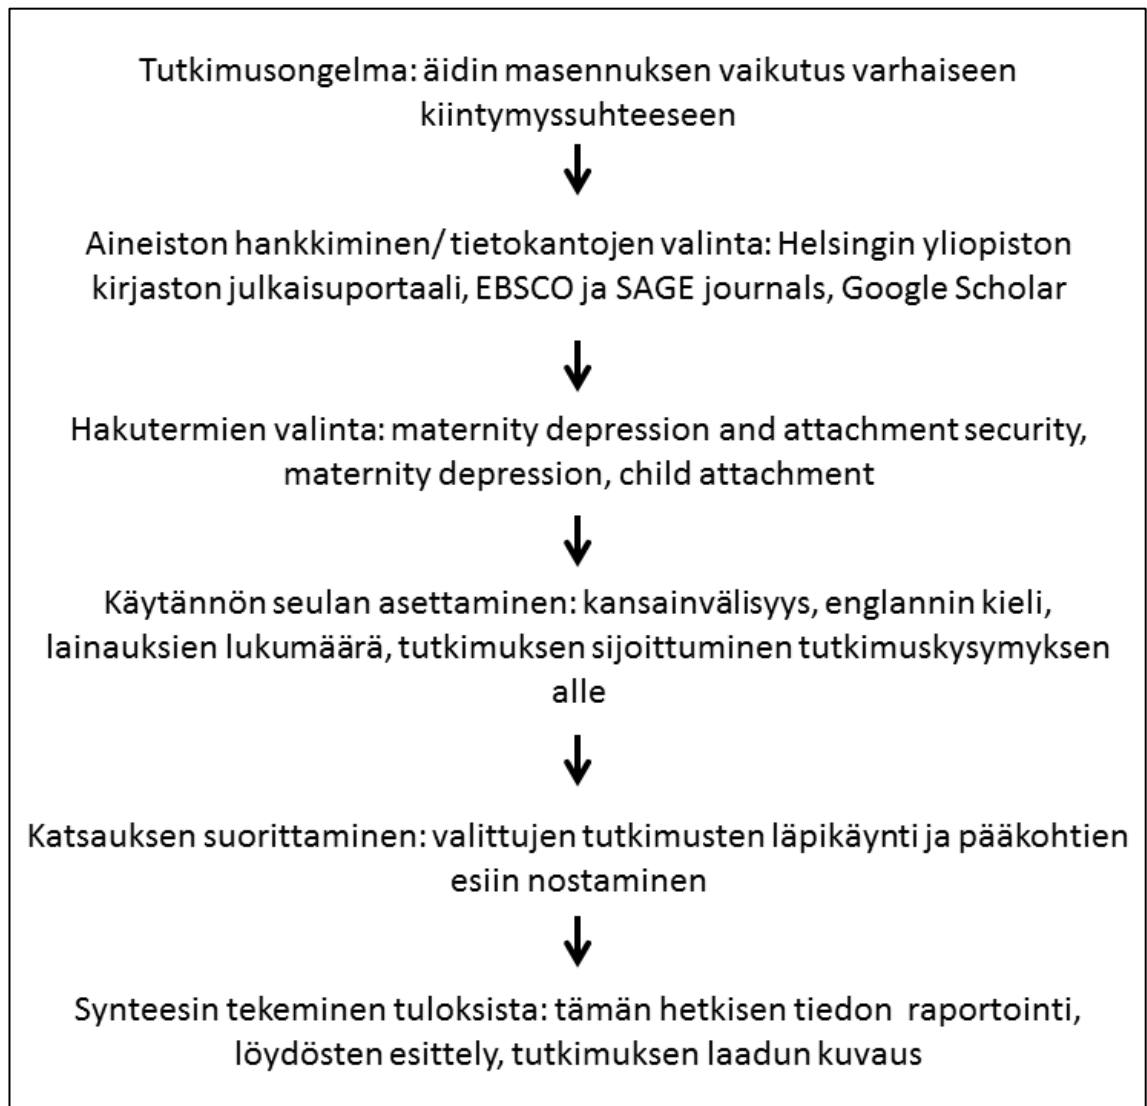 Tutkimusongelma: äidin masennuksen vaikutus varhaiseen
kiintymyssuhteeseen
Aineiston hankkiminen/ tietokantojen valinta: Helsingin yliopiston
kirjaston julkaisuportaali, EBSCO ja SAGE journals, Google Scholar
Hakutermien valinta: maternity depression and attachment security,
maternity depression, child attachment
Käytännön seulan asettaminen: kansainvälisyys, englannin kieli,
lainauksien lukumäärä, tutkimuksen sijoittuminen tutkimuskysymyksen
alle
Katsauksen suorittaminen: valittujen tutkimusten läpikäynti ja pääkohtien
esiin nostaminen
Synteesin tekeminen tuloksista: tämän hetkisen tiedon raportointi,
löydösten esittely, tutkimuksen laadun kuvaus